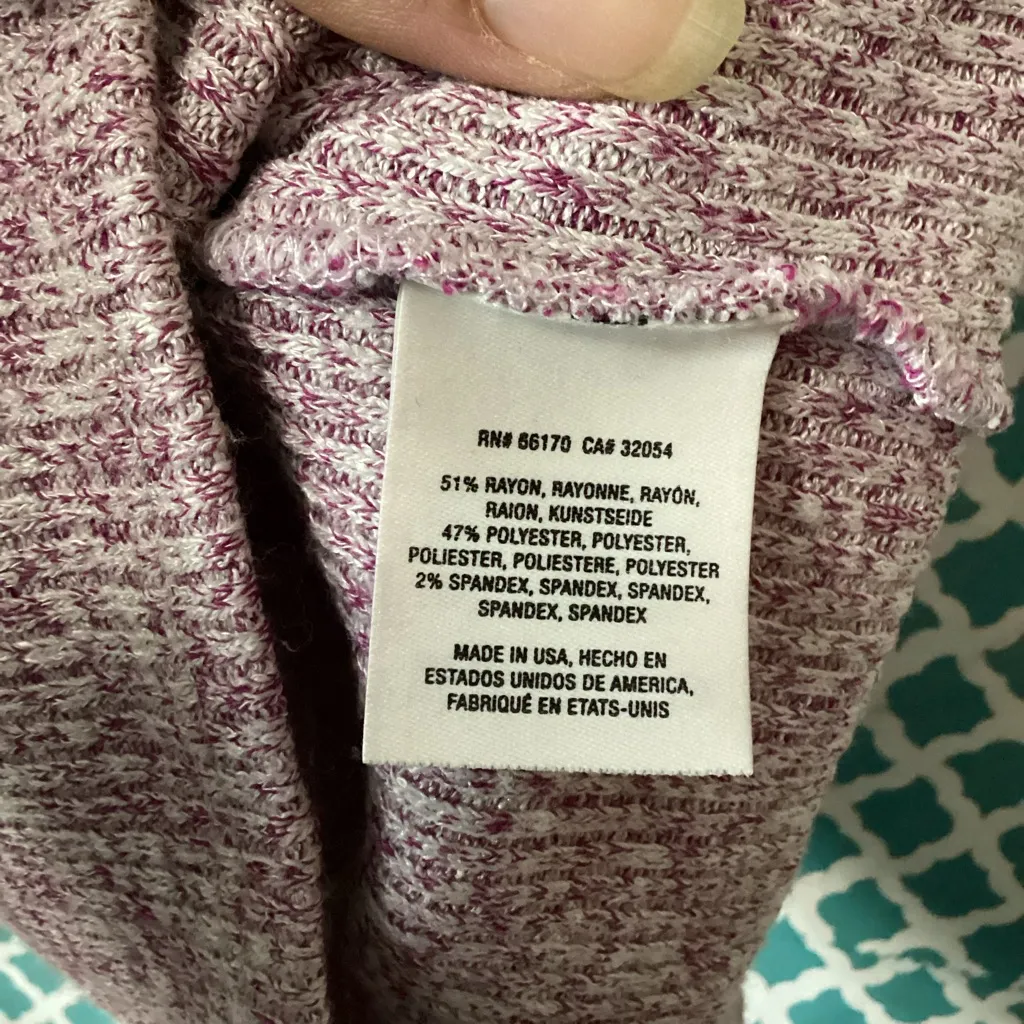 RN# 66170 CA# 32054
51% RAYON, RAYONNE, RAYÓN,
RAION, KUNSTSEIDE
47% POLYESTER, POLYESTER,
POLIESTER, POLIESTERE, POLYESTER
2% SPANDEX, SPANDEX, SPANDEX,
SPANDEX, SPANDEX
MADE IN USA, HECHO EN
ESTADOS UNIDOS DE AMERICA,
FABRIQUÉ EN ETATS-UNIS